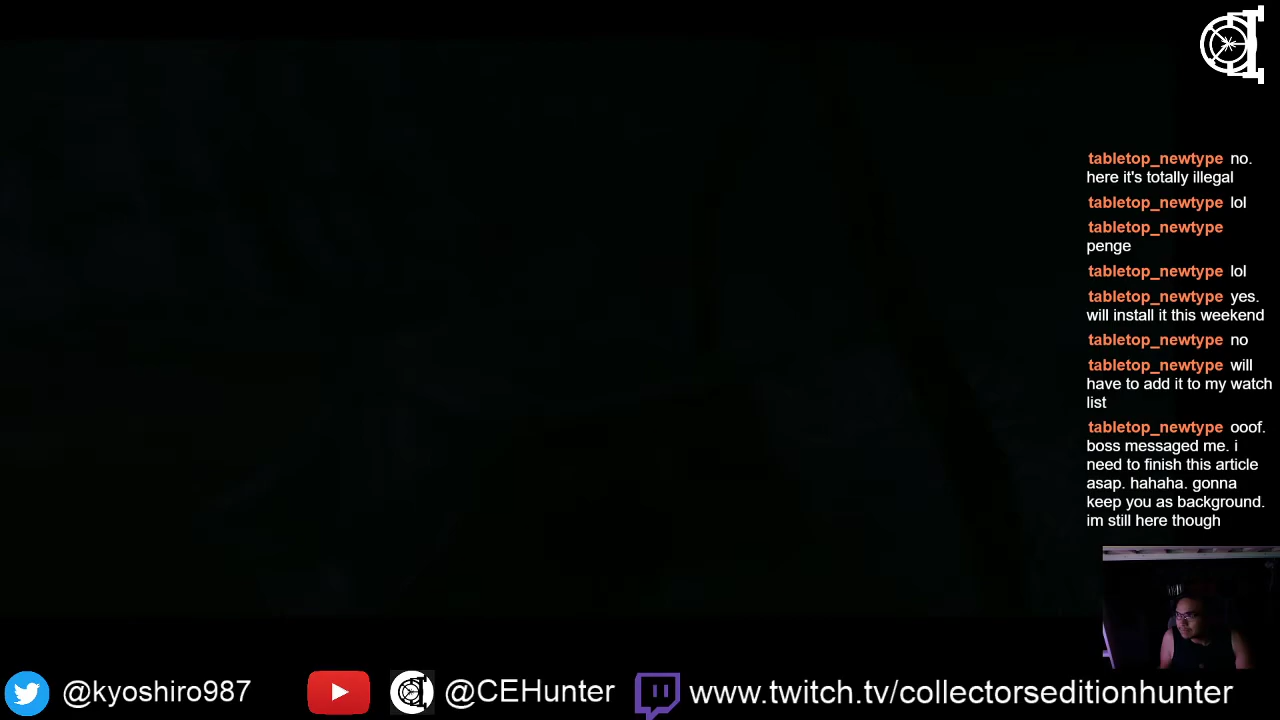 tabletop_newtype no.
here it's totally illegal
tabletop_newtype lol
tabletop_newtype
penge
tabletop_newtype lol
tabletop_newtype yes.
will install it this weekend
tabletop_newtype no
tabletop_newtype will
have to add it to my watch
list
tabletop_newtype ooof.
boss messaged me. i
need to finish this article
asap. hahaha. gonna
keep you as background.
im still here though
@kyoshiro987
@CEHunter
www.twitch.tv/collectorseditionhunter